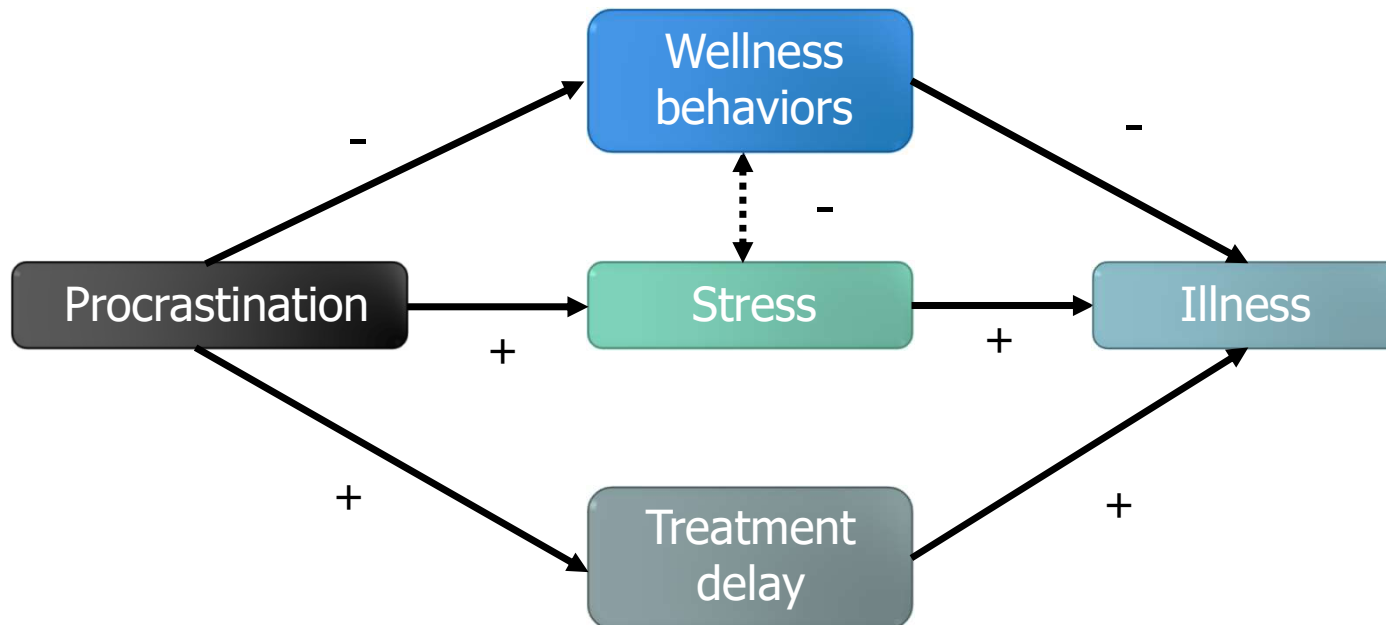 Wellness
behaviors
-
-
-
Procrastination
Stress
Illness
+
+
+
+
Treatment
delay